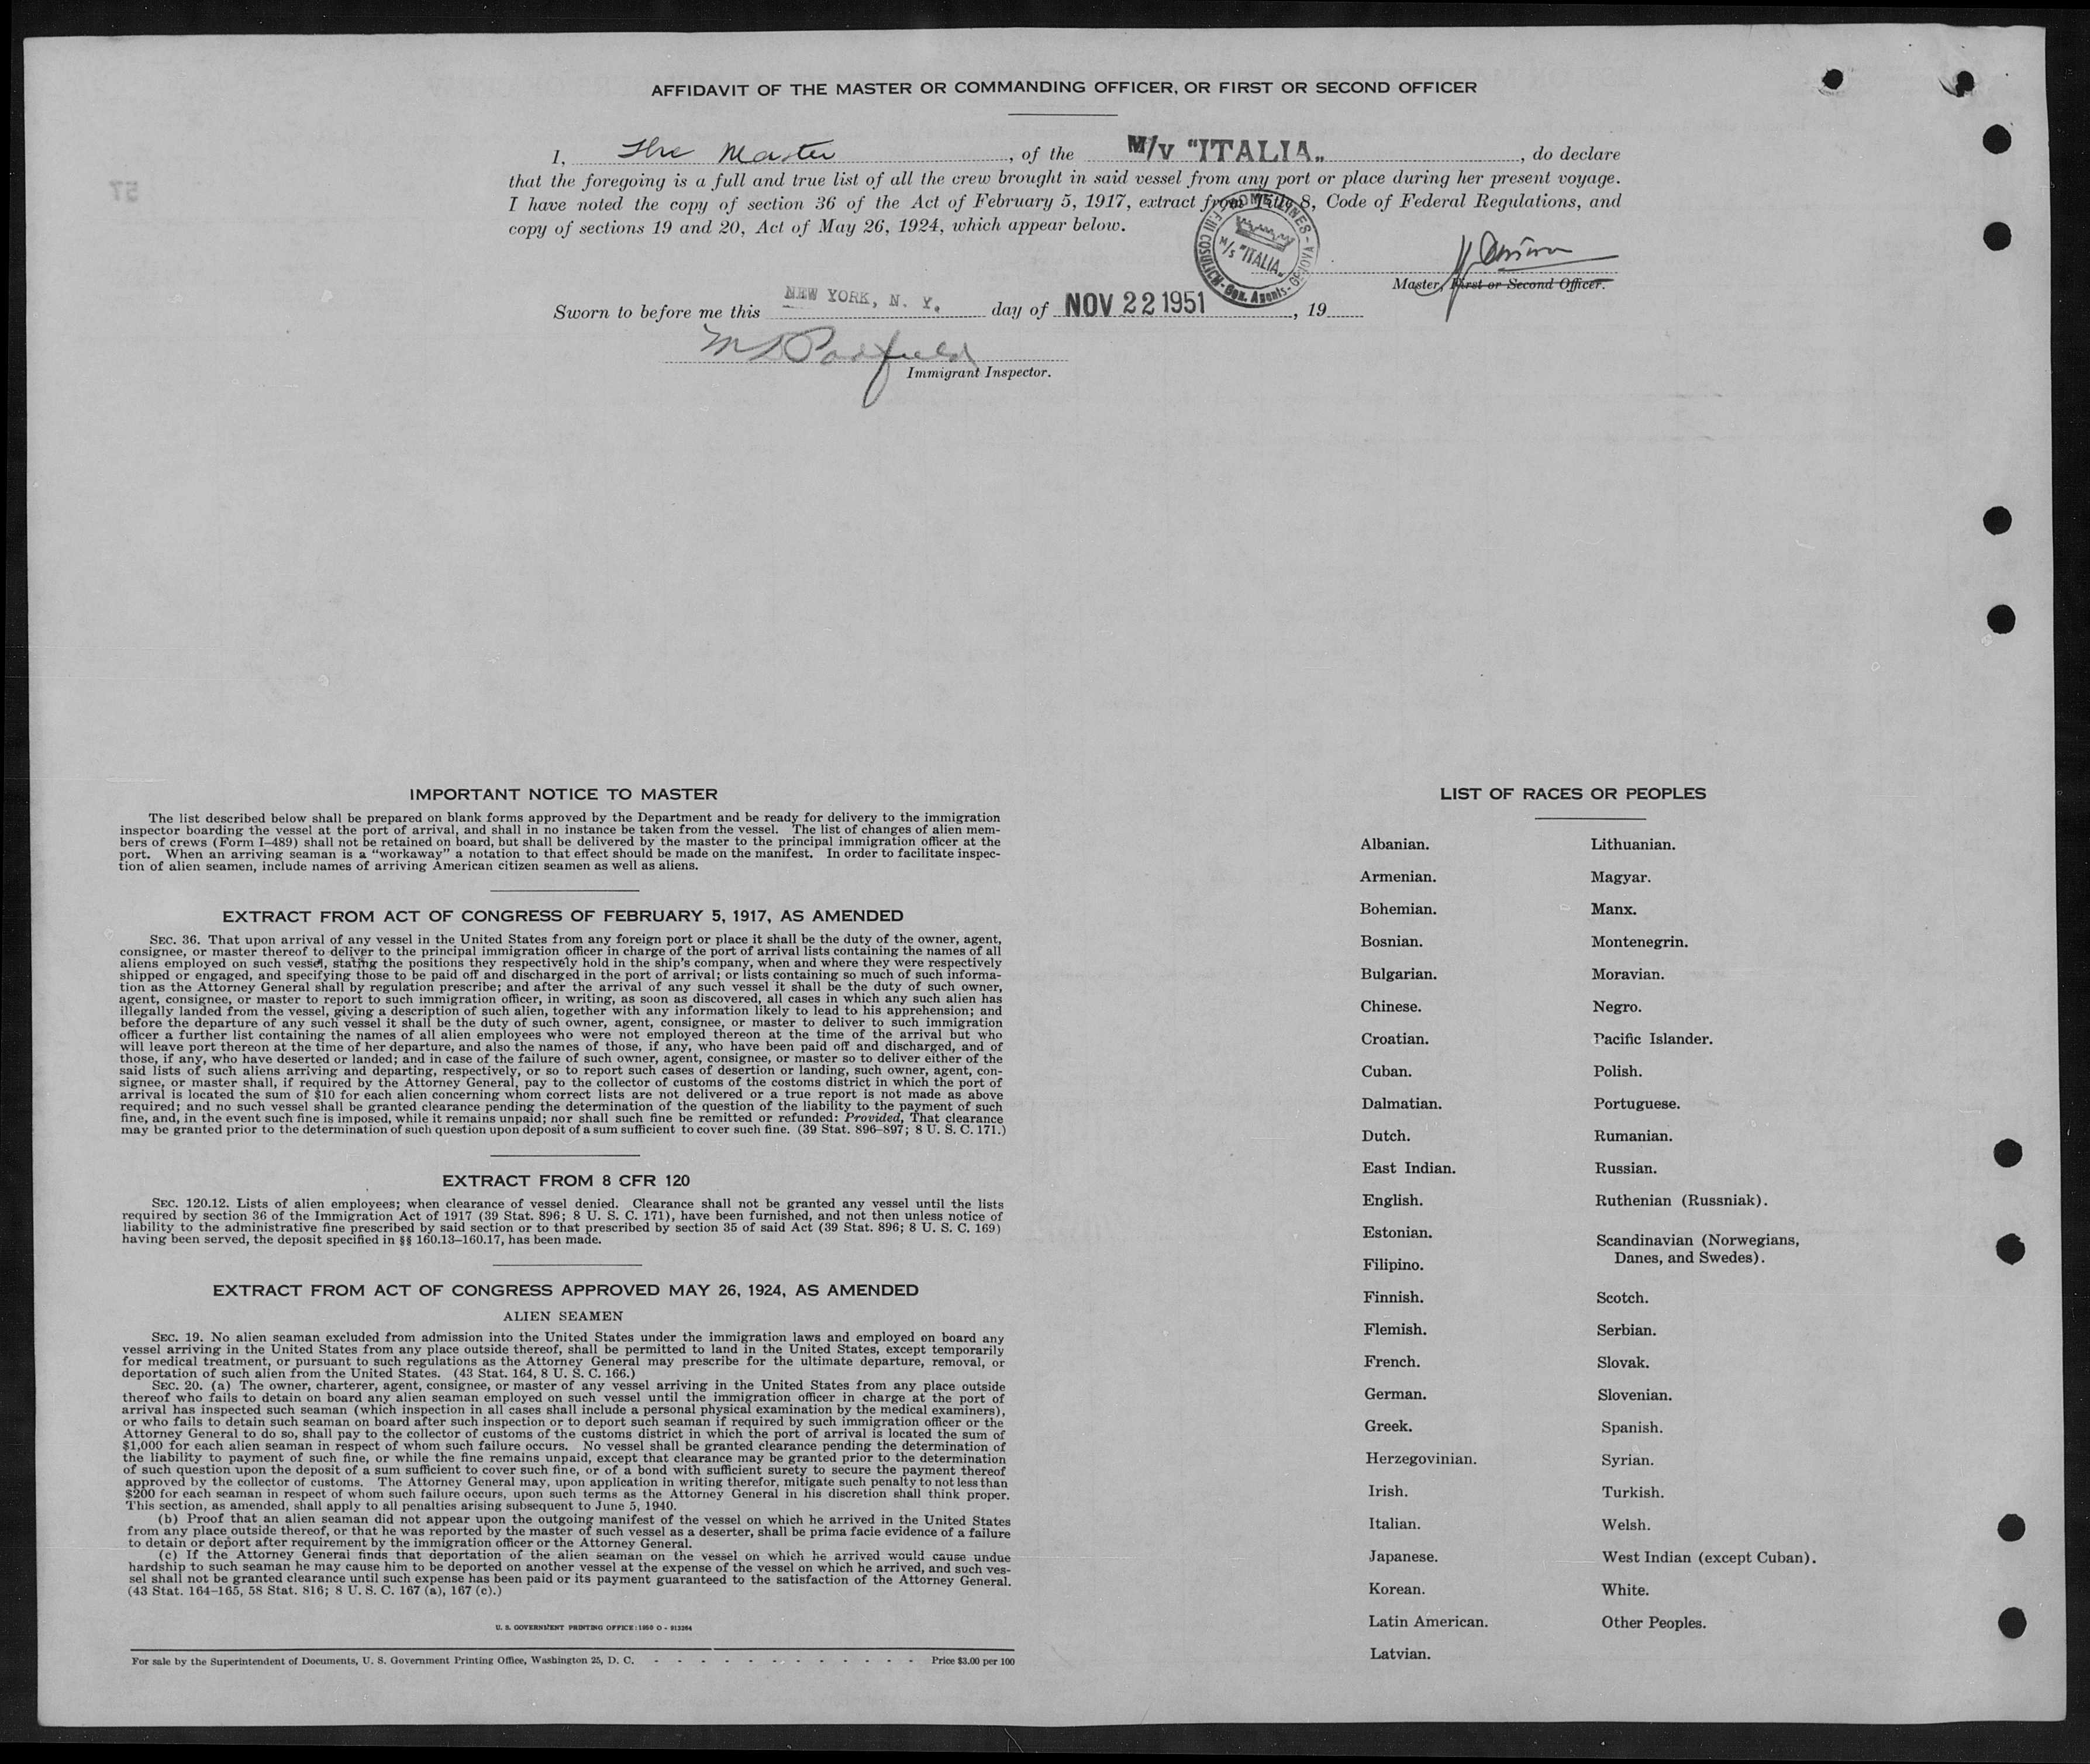 AFFIDAVIT OF THE MASTER OR COMMANDING OFFICER, OR FIRST OR SECOND OFFICER
I, The Master, of the M/V "ITALIA", do declare
that the foregoing is a full and true list of all the crew brought in said vessel from any port or place during her present voyage.
I have noted the copy of section 36 of the Act of February 5, 1917, extract from Title 8, Code of Federal Regulations, and
copy of sections 19 and 20, Act of May 26, 1924, which appear below.
HOME LINES - GENOVA - Gen. Agents - F.lli COSULICH
M/S "ITALIA"
Master, First or Second Officer.
Sworn to before me this NEW YORK, N. Y. day of NOV 22 1951, 19
Padfield
Immigrant Inspector.
57
IMPORTANT NOTICE TO MASTER
The list described below shall be prepared on blank forms approved by the Department and be ready for delivery to the immigration
inspector boarding the vessel at the port of arrival, and shall in no instance be taken from the vessel. The list of changes of alien mem-
bers of crews (Form I–489) shall not be retained on board, but shall be delivered by the master to the principal immigration officer at the
port. When an arriving seaman is a "workaway" a notation to that effect should be made on the manifest. In order to facilitate inspec-
tion of alien seamen, include names of arriving American citizen seamen as well as aliens.
EXTRACT FROM ACT OF CONGRESS OF FEBRUARY 5, 1917, AS AMENDED
SEC. 36. That upon arrival of any vessel in the United States from any foreign port or place it shall be the duty of the owner, agent,
consignee, or master thereof to deliver to the principal immigration officer in charge of the port of arrival lists containing the names of all
aliens employed on such vessel, stating the positions they respectively hold in the ship's company, when and where they were respectively
shipped or engaged, and specifying those to be paid off and discharged in the port of arrival; or lists containing so much of such informa-
tion as the Attorney General shall by regulation prescribe; and after the arrival of any such vessel it shall be the duty of such owner,
agent, consignee, or master to report to such immigration officer, in writing, as soon as discovered, all cases in which any such alien has
illegally landed from the vessel, giving a description of such alien, together with any information likely to lead to his apprehension; and
before the departure of any such vessel it shall be the duty of such owner, agent, consignee, or master to deliver to such immigration
officer a further list containing the names of all alien employees who were not employed thereon at the time of the arrival but who
will leave port thereon at the time of her departure, and also the names of those, if any, who have been paid off and discharged, and of
those, if any, who have deserted or landed; and in case of the failure of such owner, agent, consignee, or master so to deliver either of the
said lists of such aliens arriving and departing, respectively, or so to report such cases of desertion or landing, such owner, agent, con-
signee, or master shall, if required by the Attorney General, pay to the collector of customs of the costoms district in which the port of
arrival is located the sum of $10 for each alien concerning whom correct lists are not delivered or a true report is not made as above
required; and no such vessel shall be granted clearance pending the determination of the question of the liability to the payment of such
fine, and, in the event such fine is imposed, while it remains unpaid; nor shall such fine be remitted or refunded: Provided, That clearance
may be granted prior to the determination of such question upon deposit of a sum sufficient to cover such fine. (39 Stat. 896–897; 8 U. S. C. 171.)
EXTRACT FROM 8 CFR 120
SEC. 120.12. Lists of alien employees; when clearance of vessel denied. Clearance shall not be granted any vessel until the lists
required by section 36 of the Immigration Act of 1917 (39 Stat. 896; 8 U. S. C. 171), have been furnished, and not then unless notice of
liability to the administrative fine prescribed by said section or to that prescribed by section 35 of said Act (39 Stat. 896; 8 U. S. C. 169)
having been served, the deposit specified in §§ 160.13–160.17, has been made.
EXTRACT FROM ACT OF CONGRESS APPROVED MAY 26, 1924, AS AMENDED
ALIEN SEAMEN
SEC. 19. No alien seaman excluded from admission into the United States under the immigration laws and employed on board any
vessel arriving in the United States from any place outside thereof, shall be permitted to land in the United States, except temporarily
for medical treatment, or pursuant to such regulations as the Attorney General may prescribe for the ultimate departure, removal, or
deportation of such alien from the United States. (43 Stat. 164, 8 U. S. C. 166.)
SEC. 20. (a) The owner, charterer, agent, consignee, or master of any vessel arriving in the United States from any place outside
thereof who fails to detain on board any alien seaman employed on such vessel until the immigration officer in charge at the port of
arrival has inspected such seaman (which inspection in all cases shall include a personal physical examination by the medical examiners),
or who fails to detain such seaman on board after such inspection or to deport such seaman if required by such immigration officer or the
Attorney General to do so, shall pay to the collector of customs of the customs district in which the port of arrival is located the sum of
$1,000 for each alien seaman in respect of whom such failure occurs. No vessel shall be granted clearance pending the determination of
the liability to payment of such fine, or while the fine remains unpaid, except that clearance may be granted prior to the determination
of such question upon the deposit of a sum sufficient to cover such fine, or of a bond with sufficient surety to secure the payment thereof
approved by the collector of customs. The Attorney General may, upon application in writing therefor, mitigate such penalty to not less than
$200 for each seaman in respect of whom such failure occurs, upon such terms as the Attorney General in his discretion shall think proper.
This section, as amended, shall apply to all penalties arising subsequent to June 5, 1940.
(b) Proof that an alien seaman did not appear upon the outgoing manifest of the vessel on which he arrived in the United States
from any place outside thereof, or that he was reported by the master of such vessel as a deserter, shall be prima facie evidence of a failure
to detain or deport after requirement by the immigration officer or the Attorney General.
(c) If the Attorney General finds that deportation of the alien seaman on the vessel on which he arrived would cause undue
hardship to such seaman he may cause him to be deported on another vessel at the expense of the vessel on which he arrived, and such ves-
sel shall not be granted clearance until such expense has been paid or its payment guaranteed to the satisfaction of the Attorney General.
(43 Stat. 164–165, 58 Stat. 816; 8 U. S. C. 167 (a), 167 (c).)
U. S. GOVERNMENT PRINTING OFFICE: 1950 O - 913264
For sale by the Superintendent of Documents, U. S. Government Printing Office, Washington 25, D. C. - - - - - - - - - - - - Price $3.00 per 100
LIST OF RACES OR PEOPLES
Albanian.
Armenian.
Bohemian.
Bosnian.
Bulgarian.
Chinese.
Croatian.
Cuban.
Dalmatian.
Dutch.
East Indian.
English.
Estonian.
Filipino.
Finnish.
Flemish.
French.
German.
Greek.
Herzegovinian.
Irish.
Italian.
Japanese.
Korean.
Latin American.
Latvian.
Lithuanian.
Magyar.
Manx.
Montenegrin.
Moravian.
Negro.
Pacific Islander.
Polish.
Portuguese.
Rumanian.
Russian.
Ruthenian (Russniak).
Scandinavian (Norwegians,
Danes, and Swedes).
Scotch.
Serbian.
Slovak.
Slovenian.
Spanish.
Syrian.
Turkish.
Welsh.
West Indian (except Cuban).
White.
Other Peoples.